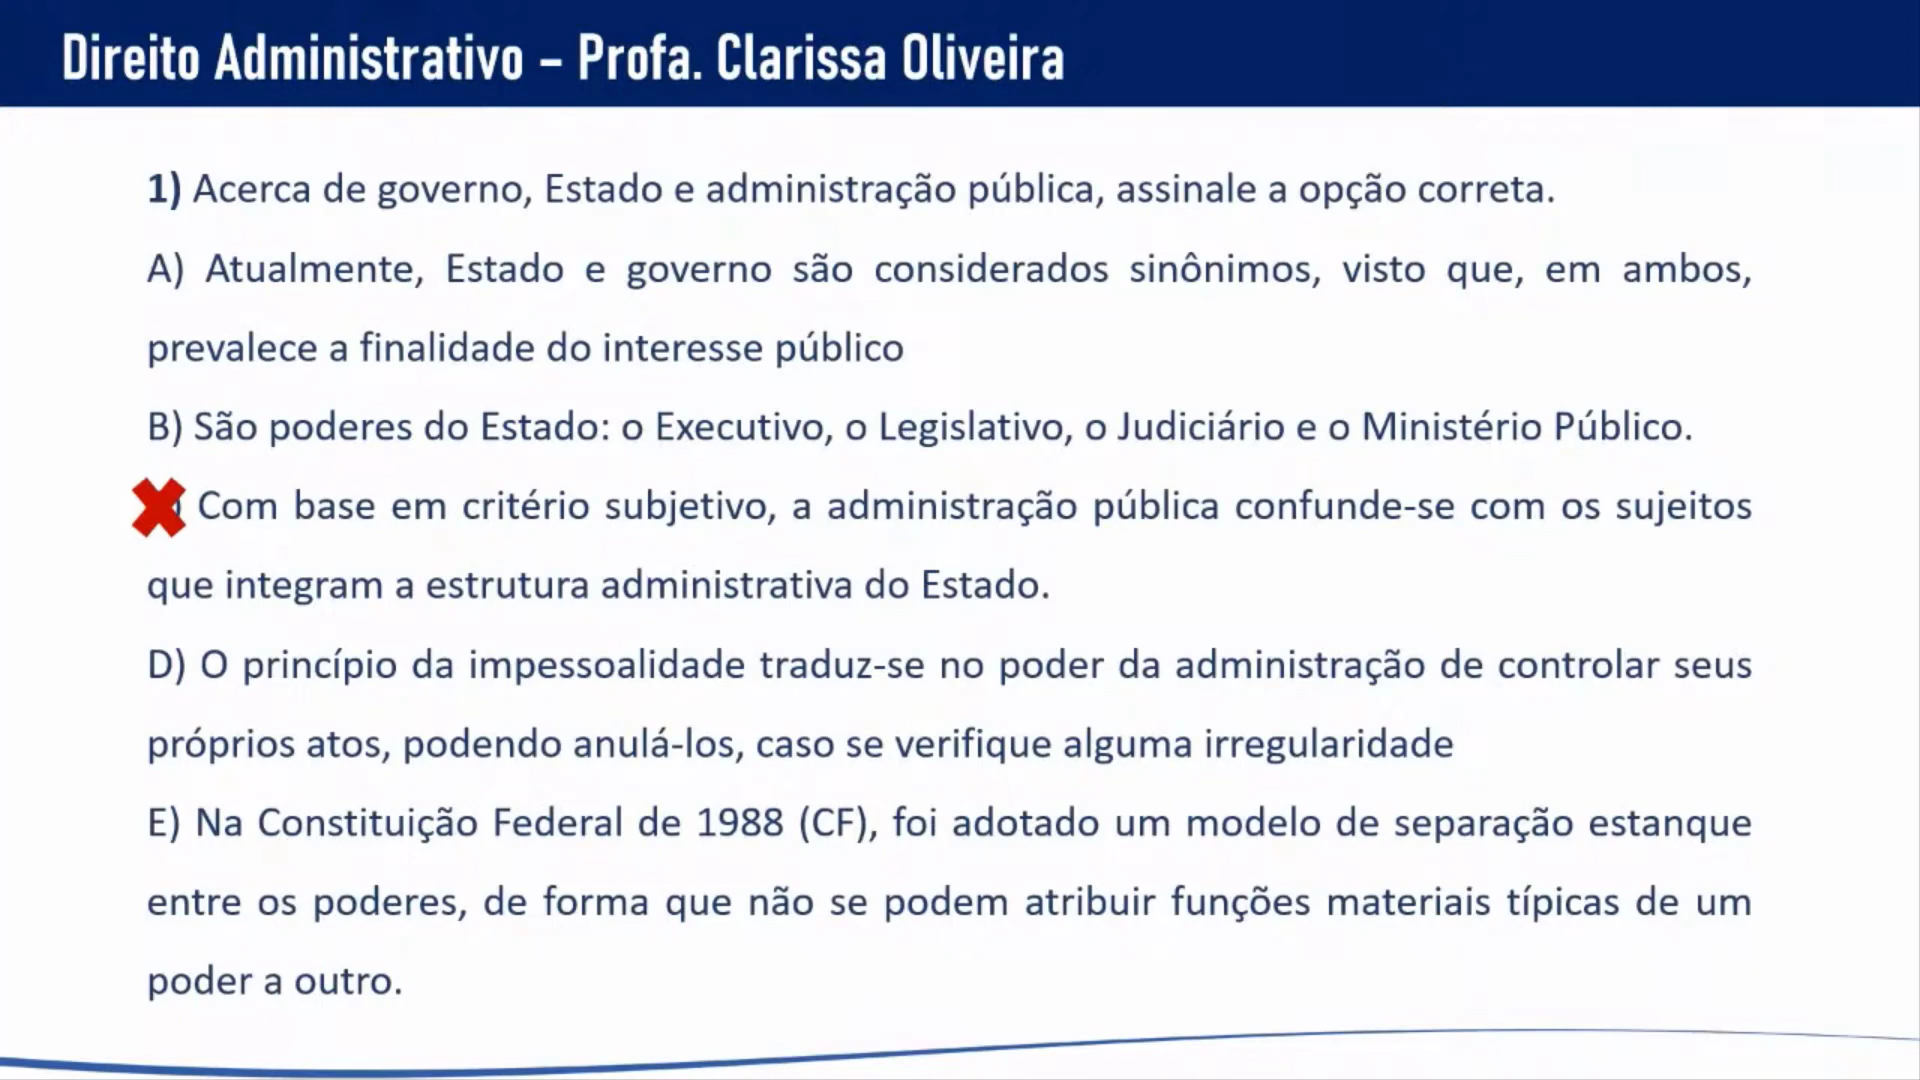 Direito Administrativo – Profa. Clarissa Oliveira
1) Acerca de governo, Estado e administração pública, assinale a opção correta.
A) Atualmente, Estado e governo são considerados sinônimos, visto que, em ambos,
prevalece a finalidade do interesse público
B) São poderes do Estado: o Executivo, o Legislativo, o Judiciário e o Ministério Público.
) Com base em critério subjetivo, a administração pública confunde-se com os sujeitos
que integram a estrutura administrativa do Estado.
D) O princípio da impessoalidade traduz-se no poder da administração de controlar seus
próprios atos, podendo anulá-los, caso se verifique alguma irregularidade
E) Na Constituição Federal de 1988 (CF), foi adotado um modelo de separação estanque
entre os poderes, de forma que não se podem atribuir funções materiais típicas de um
poder a outro.